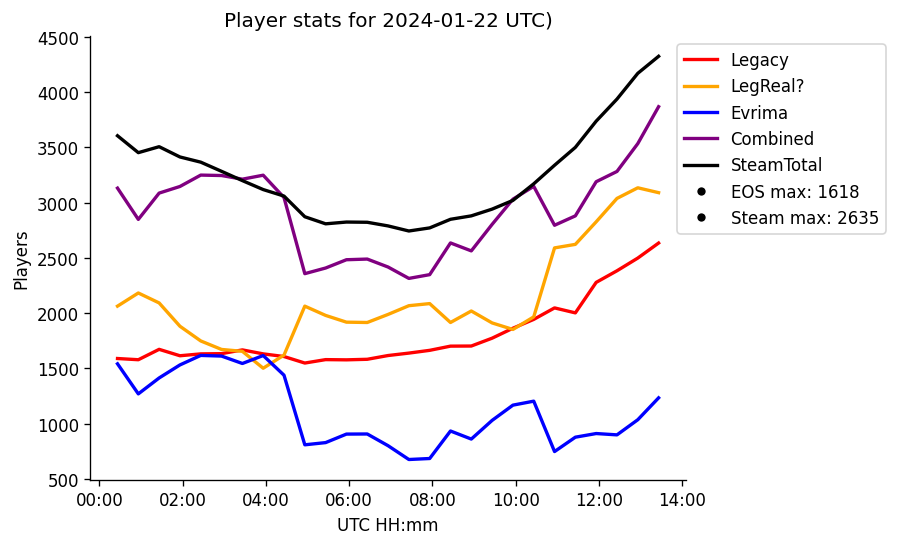 Player stats for 2024-01-22 UTC)
4500
4000
3500
3000
2500
2000
1500
1000
500
Players
00:00 02:00 04:00 06:00 08:00 10:00 12:00 14:00
UTC HH:mm
Legacy
LegReal?
Evrima
Combined
SteamTotal
EOS max: 1618
Steam max: 2635